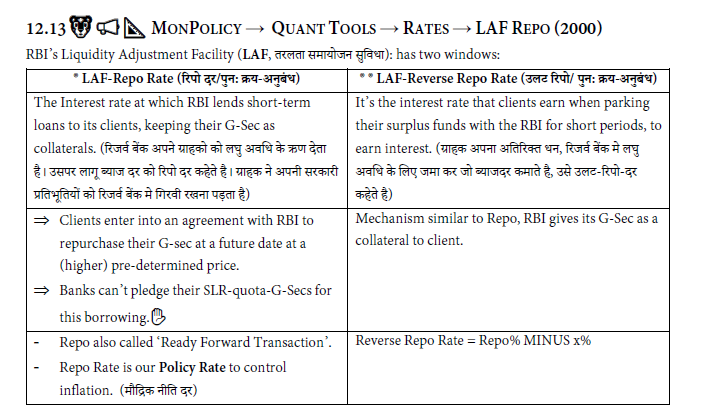 12.13 MONPOLICY → QUANT TOOLS → RATES → LAF REPO (2000)
RBI's Liquidity Adjustment Facility (LAF, तरलता समायोजन सुविधा): has two windows:
* LAF-Repo Rate (रिपो दर/पुन: क्रय-अनुबंध)
The Interest rate at which RBI lends short-term
loans to its clients, keeping their G-Sec as
collaterals. (रिजर्व बेंक अपने ग्राहको को लघु अवधि के ऋण देता
है। उसपर लागू ब्याज दर को रिपो दर कहेते है। ग्राहक ने अपनी सरकारी
प्रतिभूतियों को रिजर्व बेंक मे गिरवी रखना पड़ता है)
* * LAF-Reverse Repo Rate (उलट रिपो/ पुन: क्रय-अनुबंध)
It's the interest rate that clients earn when parking
their surplus funds with the RBI for short periods, to
earn interest. (ग्राहक अपना अतिरिक्त धन, रिजर्व बेंक मे लघु
अवधि के लिए जमा कर जो ब्याजदर कमाते है, उसे उलट-रिपो-दर
कहेते है)
⇒ Clients enter into an agreement with RBI to
repurchase their G-sec at a future date at a
(higher) pre-determined price.
⇒ Banks can't pledge their SLR-quota-G-Secs for
this borrowing.
Mechanism similar to Repo, RBI gives its G-Sec as a
collateral to client.
- Repo also called 'Ready Forward Transaction'.
- Repo Rate is our Policy Rate to control
inflation. (मौद्रिक नीति दर)
Reverse Repo Rate = Repo% MINUS x%